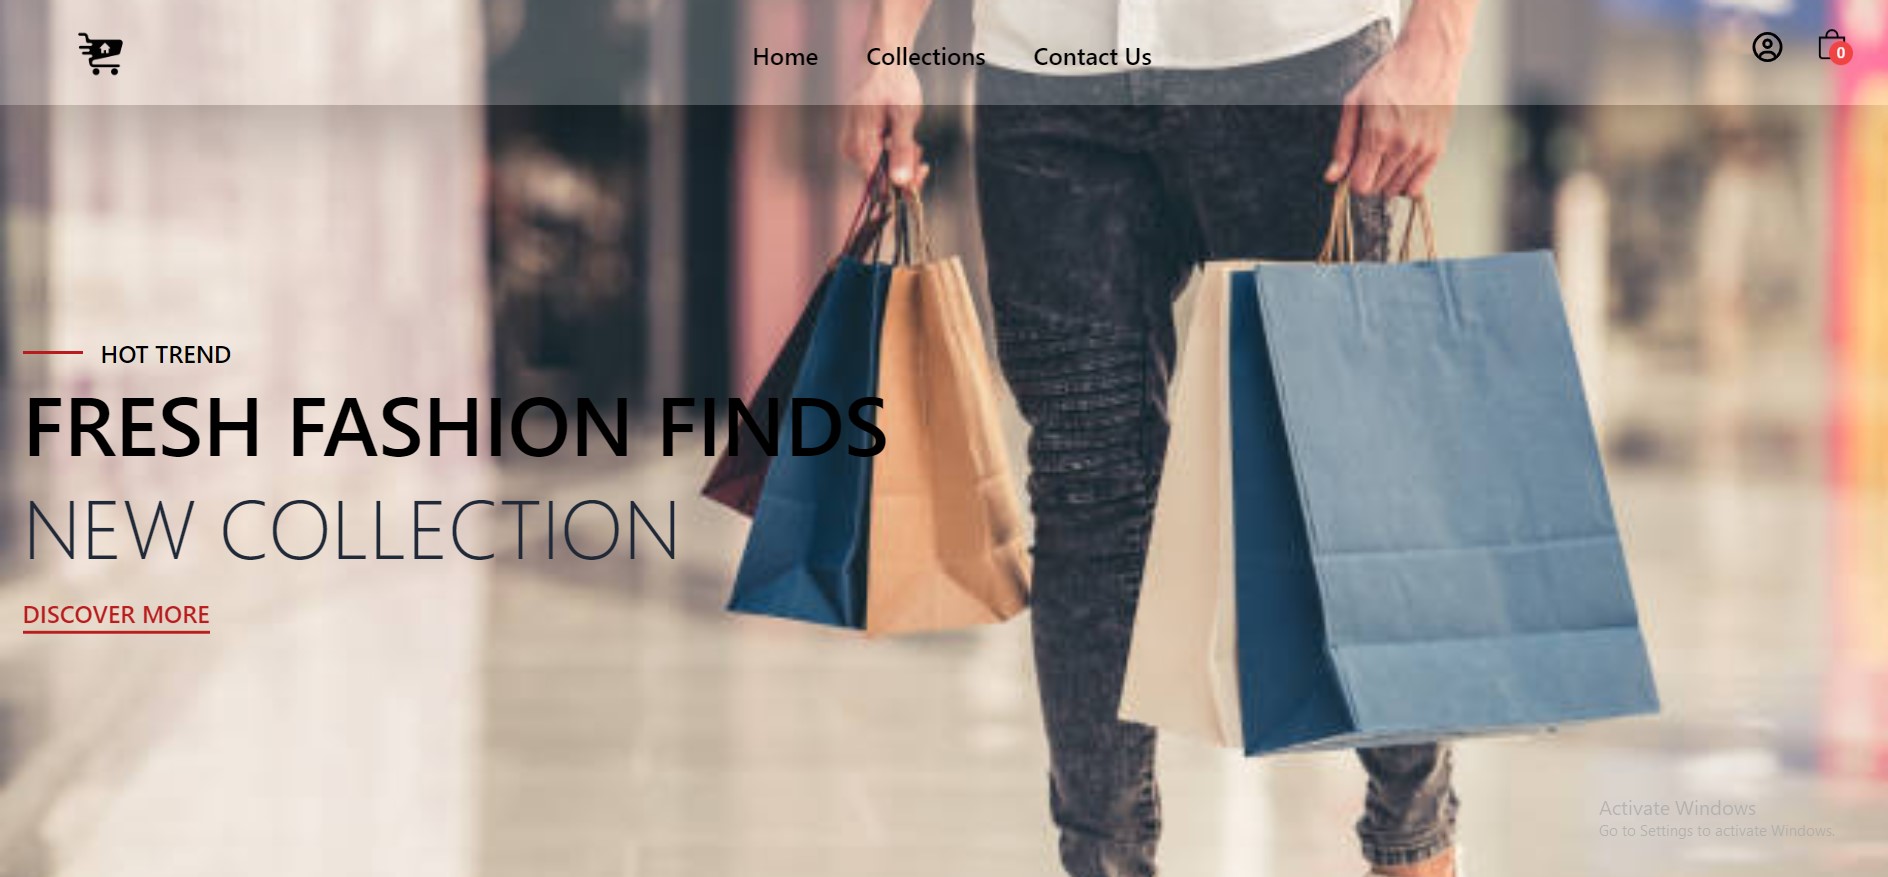 Home
Collections
Contact Us
0
HOT TREND
FRESH FASHION FINDS
NEW COLLECTION
DISCOVER MORE
Activate Windows
Go to Settings to activate Windows.